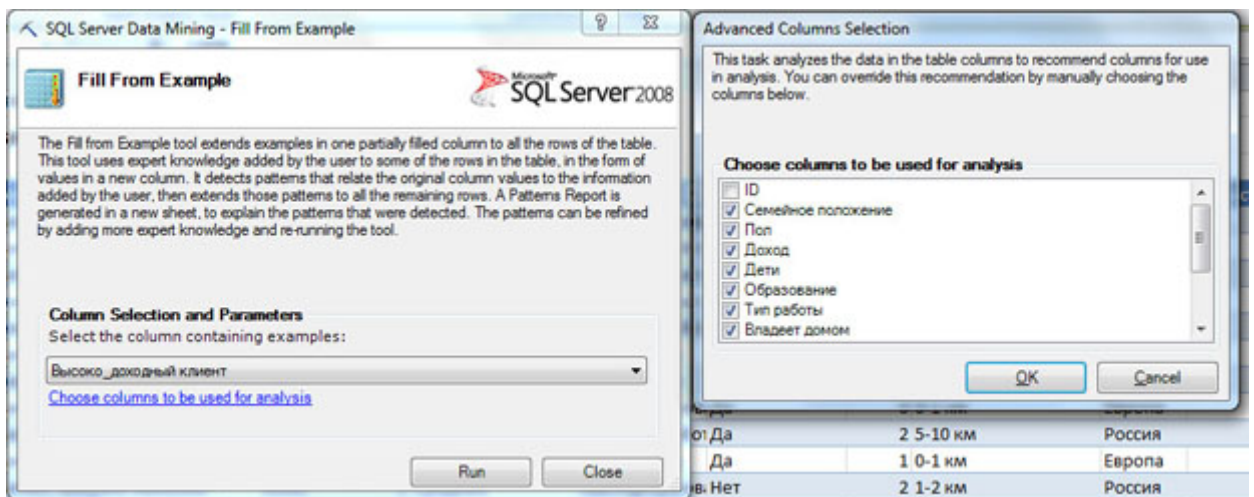 SQL Server Data Mining - Fill From Example
Fill From Example
Microsoft SQL Server 2008
The Fill from Example tool extends examples in one partially filled column to all the rows of the table.
This tool uses expert knowledge added by the user to some of the rows in the table, in the form of
values in a new column. It detects patterns that relate the original column values to the information
added by the user, then extends those patterns to all the remaining rows. A Patterns Report is
generated in a new sheet, to explain the patterns that were detected. The patterns can be refined
by adding more expert knowledge and re-running the tool.
Column Selection and Parameters
Select the column containing examples:
Высоко_доходный клиент
Choose columns to be used for analysis
Run Close
Advanced Columns Selection
This task analyzes the data in the table columns to recommend columns for use
in analysis. You can override this recommendation by manually choosing the
columns below.
Choose columns to be used for analysis
ID
Семейное положение
Пол
Доход
Дети
Образование
Тип работы
Владеет домом
OK Cancel
Да 2 5-10 км Россия
Да 1 0-1 км Европа
Нет 2 1-2 км Россия